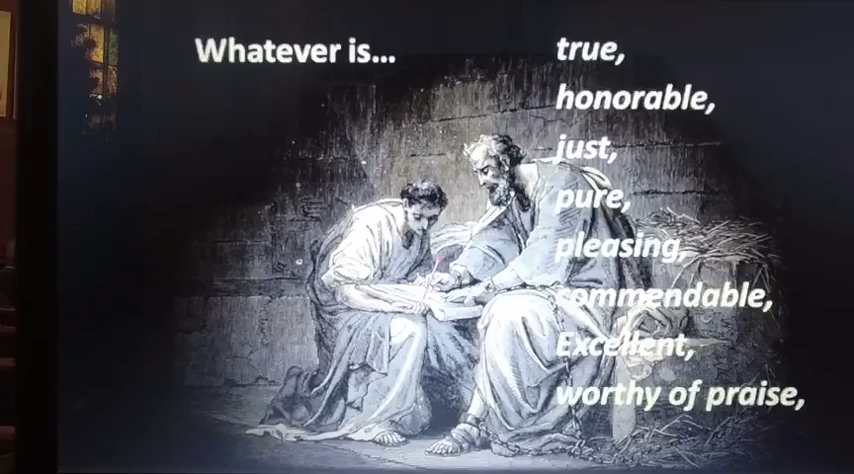 Whatever is...
true,
honorable,
just,
pure,
pleasing,
commendable,
Excellent,
worthy of praise,